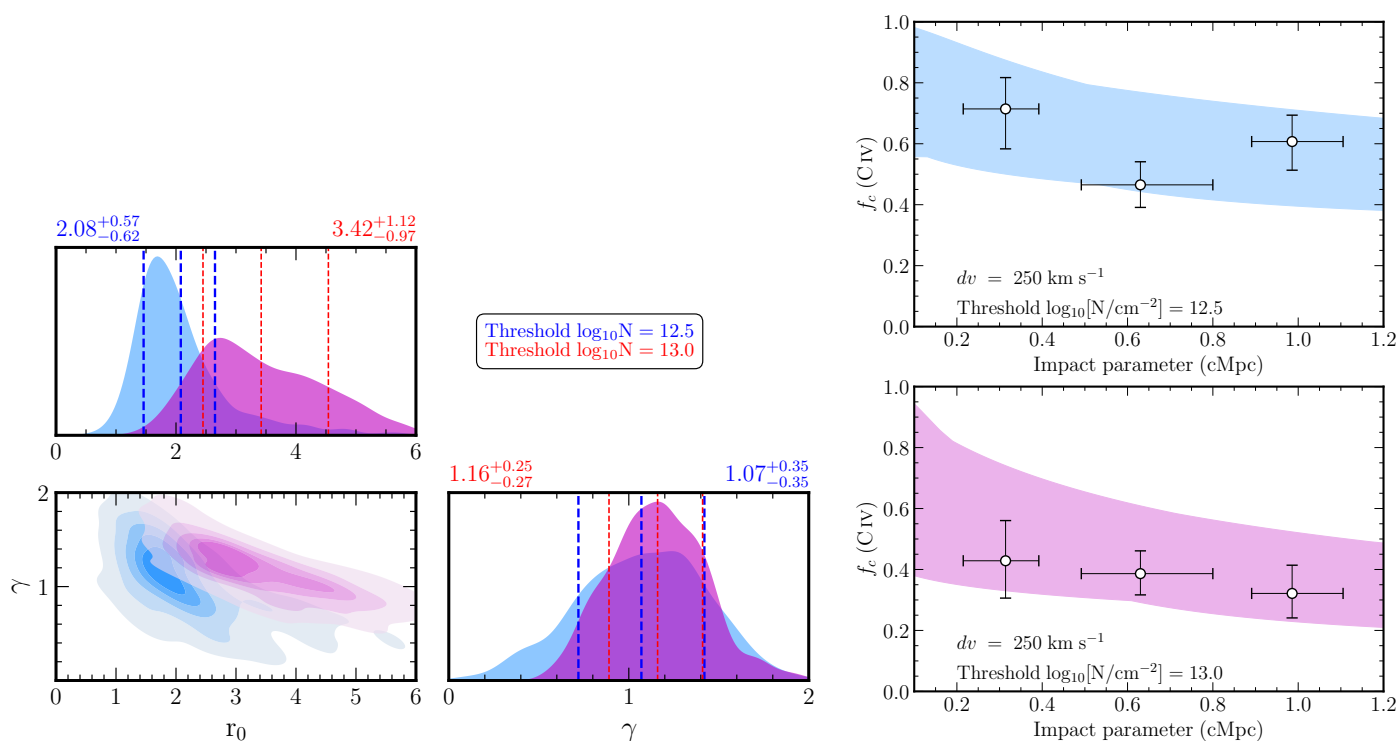 2.08 +0.57 −0.62
3.42 +1.12 −0.97
0 2 4 6
Threshold log₁₀N = 12.5
Threshold log₁₀N = 13.0
1.16 +0.25 −0.27
1.07 +0.35 −0.35
2
1
γ
0 1 2 3 4 5 6
r₀
0 1 2
γ
1.0
0.8
0.6
0.4
0.2
0.0
f_c (C IV)
dv = 250 km s⁻¹
Threshold log₁₀[N/cm⁻²] = 12.5
0.2 0.4 0.6 0.8 1.0 1.2
Impact parameter (cMpc)
1.0
0.8
0.6
0.4
0.2
0.0
f_c (C IV)
dv = 250 km s⁻¹
Threshold log₁₀[N/cm⁻²] = 13.0
0.2 0.4 0.6 0.8 1.0 1.2
Impact parameter (cMpc)